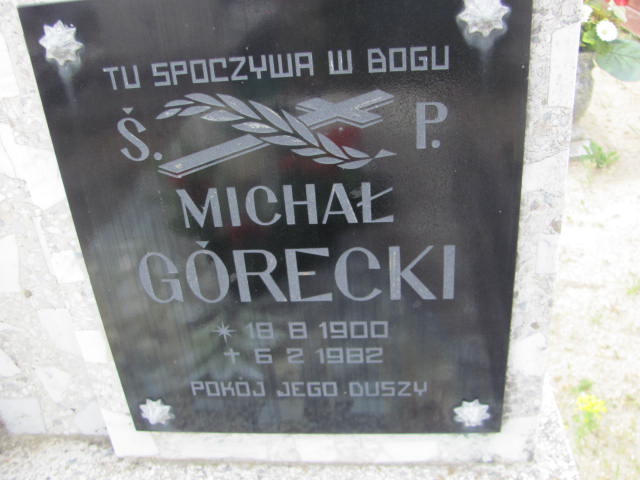 TU SPOCZYWA W BOGU
Ś. P.
MICHAŁ
GÓRECKI
* 18 8 1900
+ 6 2 1982
POKÓJ JEGO DUSZY